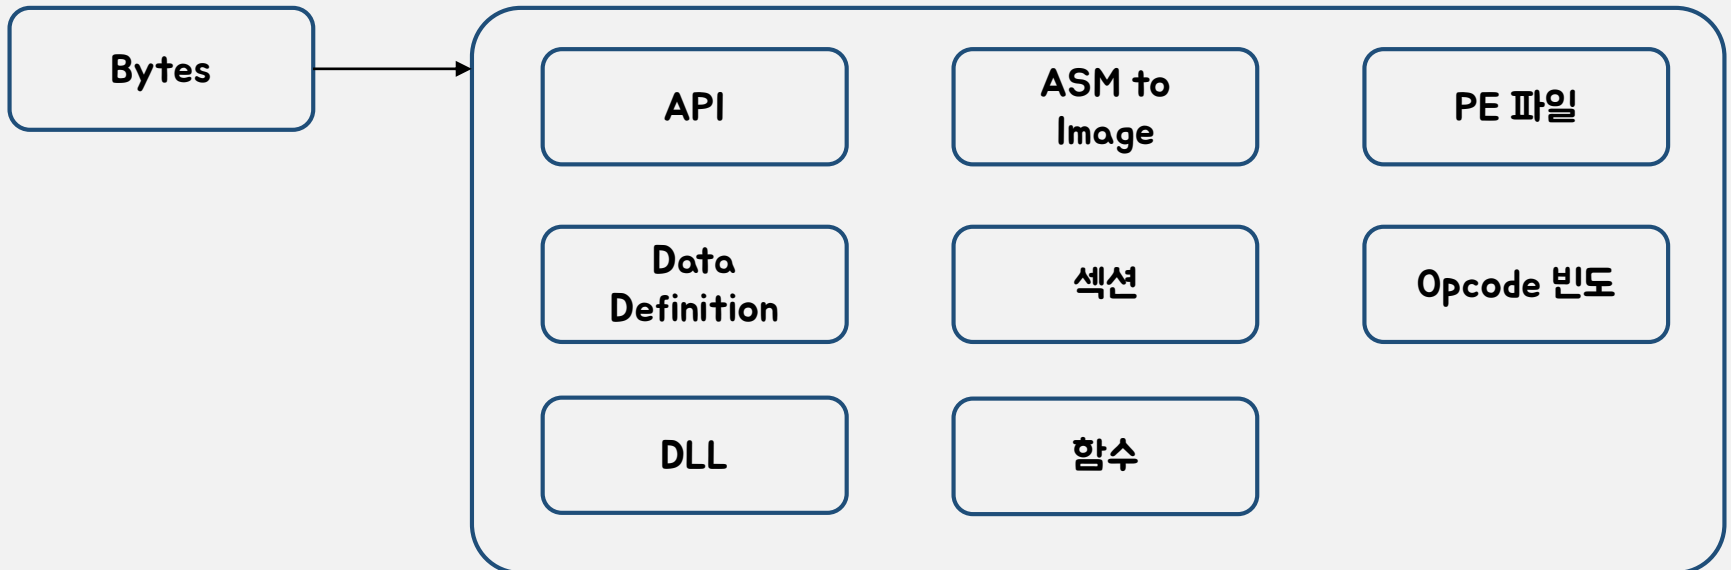 Bytes
API
ASM to
Image
PE 파일
Data
Definition
섹션
Opcode 빈도
DLL
함수